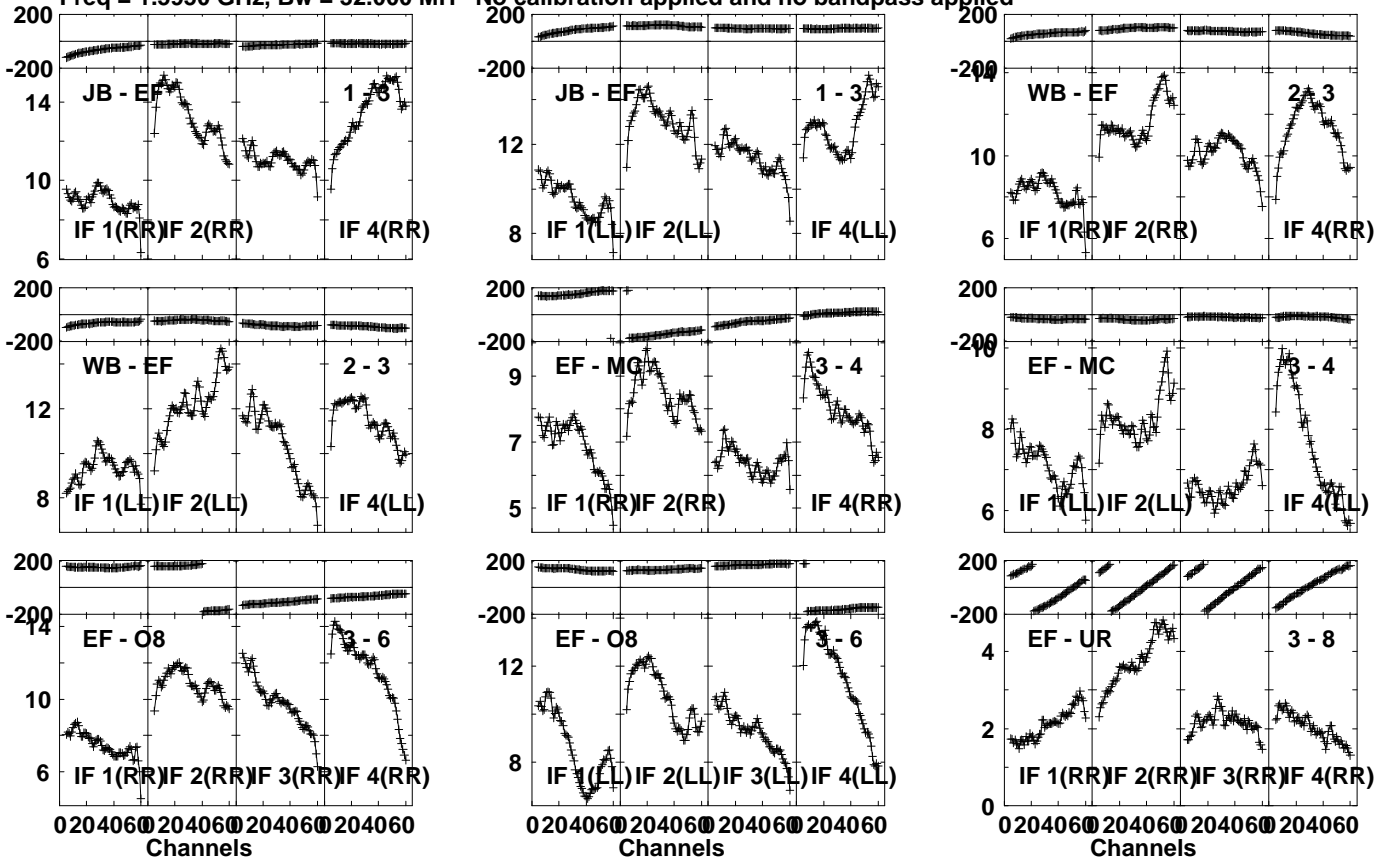 Freq = 1.5990 GHz, Bw = 32.000 MH No calibration applied and no bandpass applied
-200
14
10
6
JB - EF
1 - 3
IF 1(RR)
IF 2(RR)
IF 4(RR)
-200
12
8
JB - EF
1 - 3
IF 1(LL)
IF 2(LL)
IF 4(LL)
-200
14
10
6
WB - EF
2 - 3
IF 1(RR)
IF 2(RR)
IF 4(RR)
200
-200
12
8
WB - EF
2 - 3
IF 1(LL)
IF 2(LL)
IF 4(LL)
200
-200
9
7
5
EF - MC
3 - 4
IF 1(RR)
IF 2(RR)
IF 4(RR)
200
-200
10
8
6
EF - MC
3 - 4
IF 1(LL)
IF 2(LL)
IF 4(LL)
200
-200
14
10
6
EF - O8
3 - 6
IF 1(RR)
IF 2(RR)
IF 3(RR)
IF 4(RR)
0 20 40 60
0 20 40 60
0 20 40 60
0 20 40 60
Channels
200
-200
12
8
EF - O8
3 - 6
IF 1(LL)
IF 2(LL)
IF 3(LL)
IF 4(LL)
0 20 40 60
0 20 40 60
0 20 40 60
0 20 40 60
Channels
200
-200
4
2
0
EF - UR
3 - 8
IF 1(RR)
IF 2(RR)
IF 3(RR)
IF 4(RR)
0 20 40 60
0 20 40 60
0 20 40 60
0 20 40 60
Channels